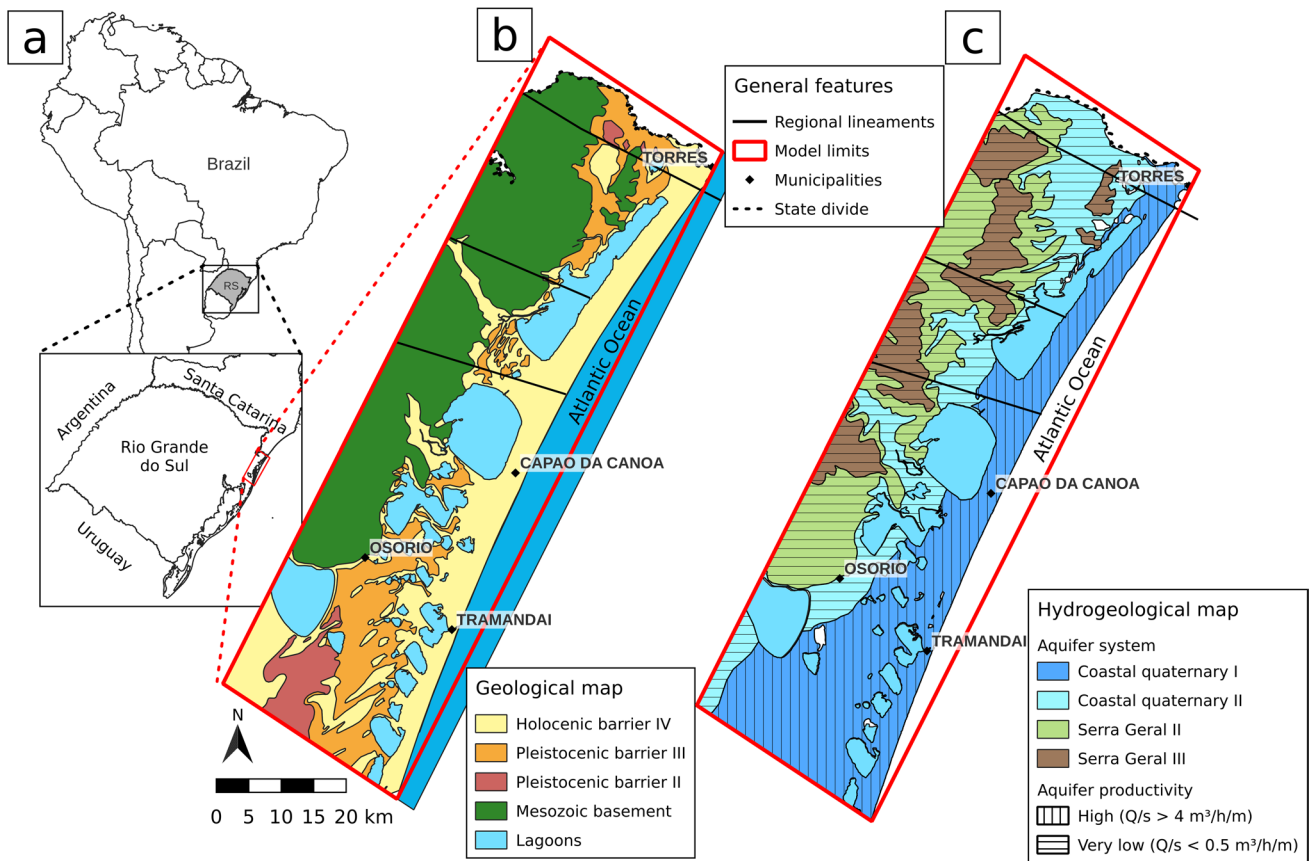 a
Brazil
RS
Argentina
Santa Catarina
Rio Grande
do Sul
Uruguay
N
0 5 10 15 20 km
b
TORRES
Atlantic Ocean
CAPAO DA CANOA
OSORIO
TRAMANDAI
Geological map
Holocenic barrier IV
Pleistocenic barrier III
Pleistocenic barrier II
Mesozoic basement
Lagoons
General features
Regional lineaments
Model limits
Municipalities
State divide
c
TORRES
Atlantic Ocean
CAPAO DA CANOA
OSORIO
TRAMANDAI
Hydrogeological map
Aquifer system
Coastal quaternary I
Coastal quaternary II
Serra Geral II
Serra Geral III
Aquifer productivity
High (Q/s > 4 m³/h/m)
Very low (Q/s < 0.5 m³/h/m)